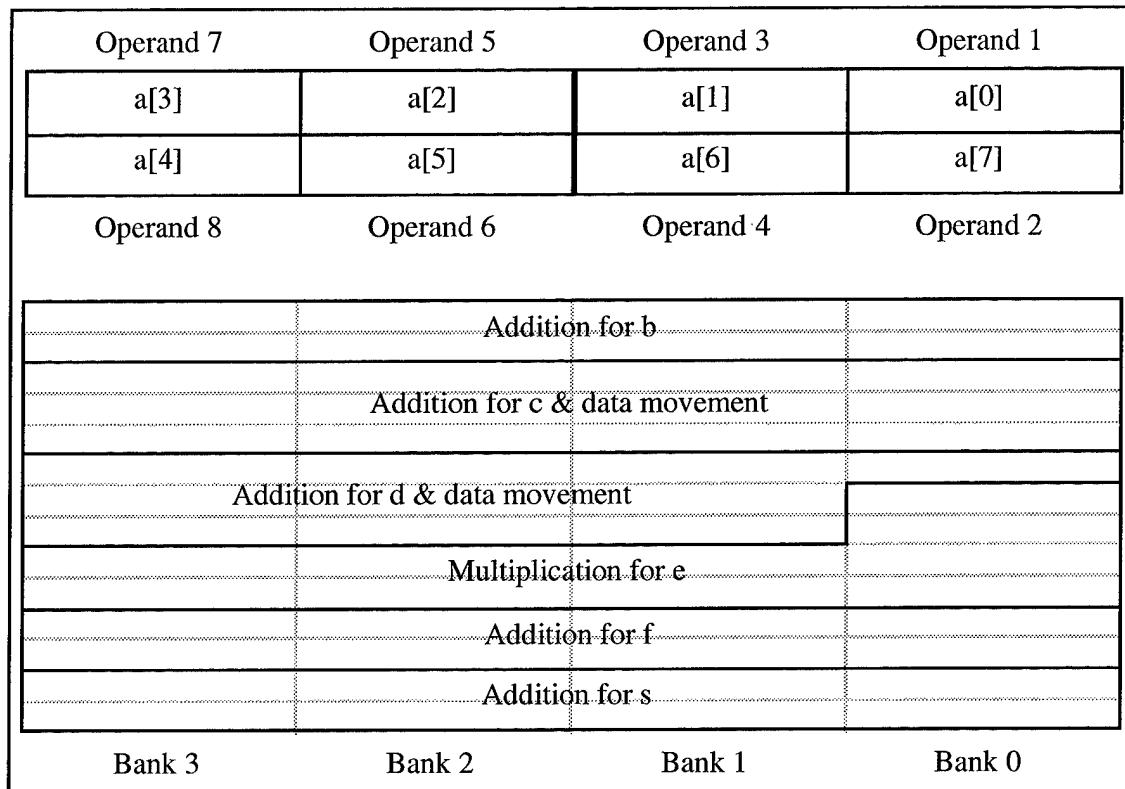 Operand 7 Operand 5 Operand 3 Operand 1
a[3] a[2] a[1] a[0]
a[4] a[5] a[6] a[7]
Operand 8 Operand 6 Operand 4 Operand 2
Addition for b
Addition for c & data movement
Addition for d & data movement
Multiplication for e
Addition for f
Addition for s
Bank 3 Bank 2 Bank 1 Bank 0